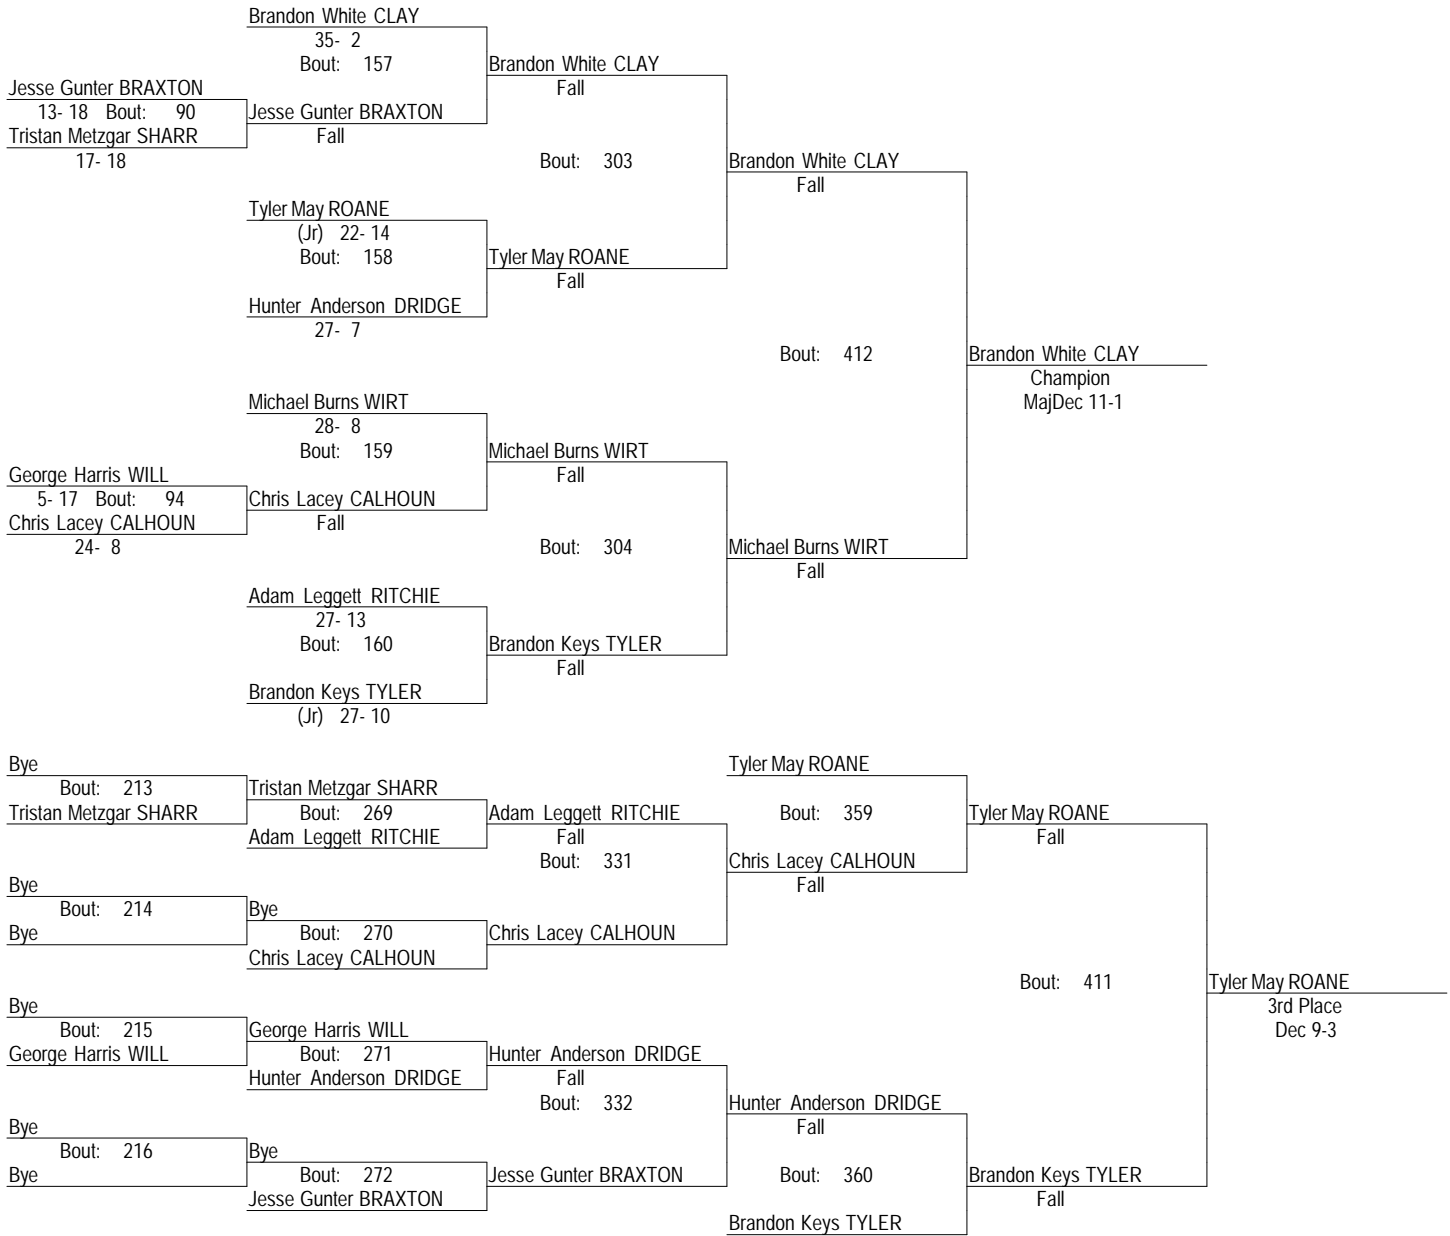 Brandon White CLAY
35- 2
Bout: 157
Brandon White CLAY
Jesse Gunter BRAXTON
Fall
13- 18 Bout: 90
Jesse Gunter BRAXTON
Tristan Metzgar SHARR
Fall
17- 18
Bout: 303
Brandon White CLAY
Fall
Tyler May ROANE
(Jr) 22- 14
Bout: 158
Tyler May ROANE
Fall
Hunter Anderson DRIDGE
27- 7
Bout: 412
Brandon White CLAY
Champion
MajDec 11-1
Michael Burns WIRT
28- 8
Bout: 159
Michael Burns WIRT
George Harris WILL
Fall
5- 17 Bout: 94
Chris Lacey CALHOUN
Chris Lacey CALHOUN
Fall
24- 8
Bout: 304
Michael Burns WIRT
Fall
Adam Leggett RITCHIE
27- 13
Bout: 160
Brandon Keys TYLER
Fall
Brandon Keys TYLER
(Jr) 27- 10
Bye
Tyler May ROANE
Bout: 213
Tristan Metzgar SHARR
Tristan Metzgar SHARR
Bout: 269
Adam Leggett RITCHIE
Bout: 359
Tyler May ROANE
Adam Leggett RITCHIE
Fall
Fall
Bout: 331
Chris Lacey CALHOUN
Bye
Fall
Bout: 214
Bye
Bye
Bout: 270
Chris Lacey CALHOUN
Chris Lacey CALHOUN
Bout: 411
Tyler May ROANE
3rd Place
Dec 9-3
Bye
Bout: 215
George Harris WILL
George Harris WILL
Bout: 271
Hunter Anderson DRIDGE
Hunter Anderson DRIDGE
Fall
Bout: 332
Hunter Anderson DRIDGE
Bye
Fall
Bout: 216
Bye
Bye
Bout: 272
Jesse Gunter BRAXTON
Bout: 360
Brandon Keys TYLER
Jesse Gunter BRAXTON
Fall
Brandon Keys TYLER